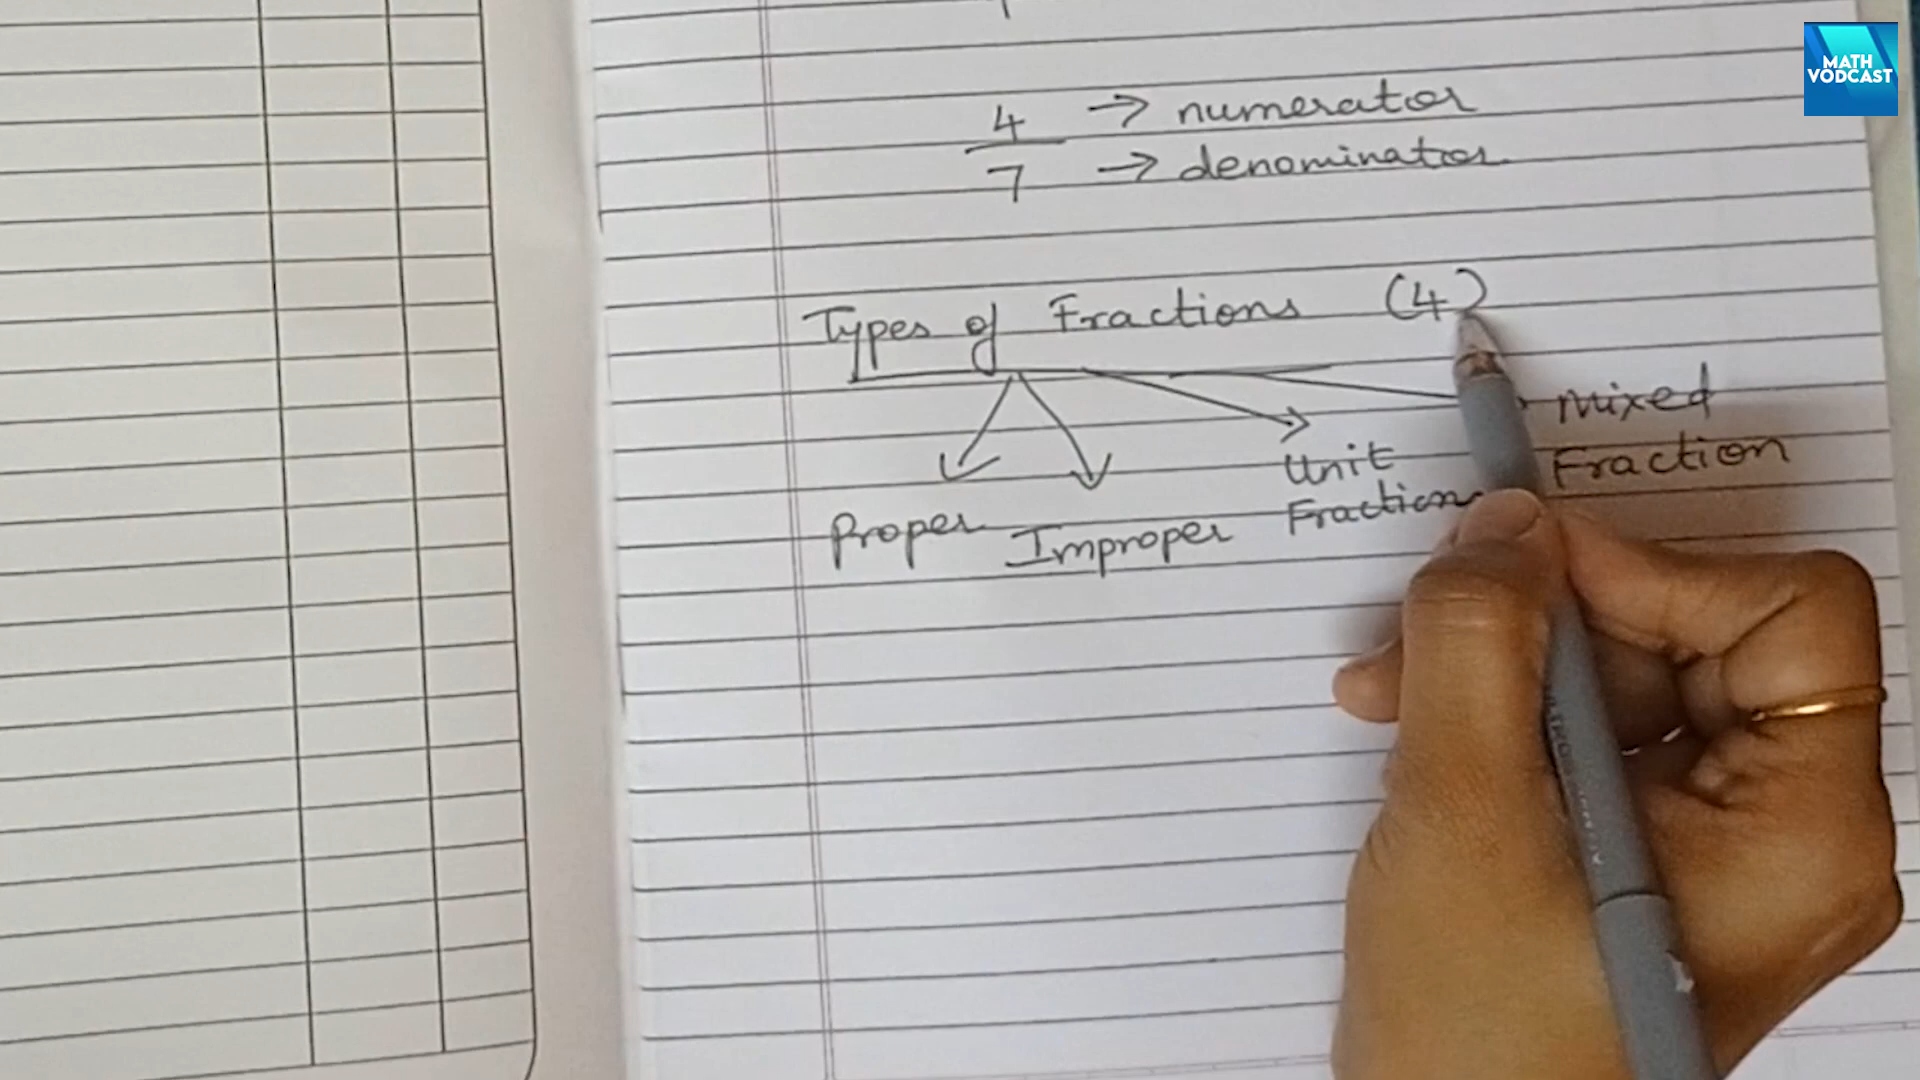 MATH
VODCAST
4 → numerator
7 → denominator
Types of Fractions (4)
Mixed
Fraction
Unit
Fraction
Proper Improper